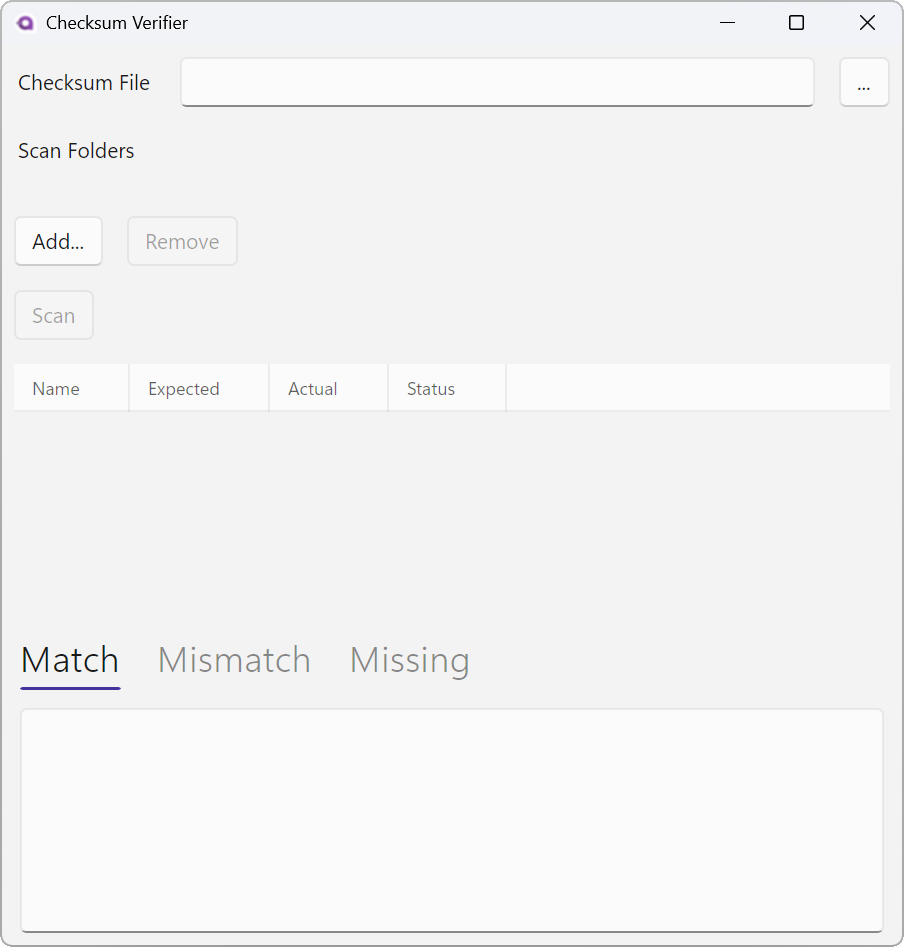 Checksum Verifier
Checksum File
...
Scan Folders
Add... Remove
Scan
Name Expected Actual Status
Match Mismatch Missing